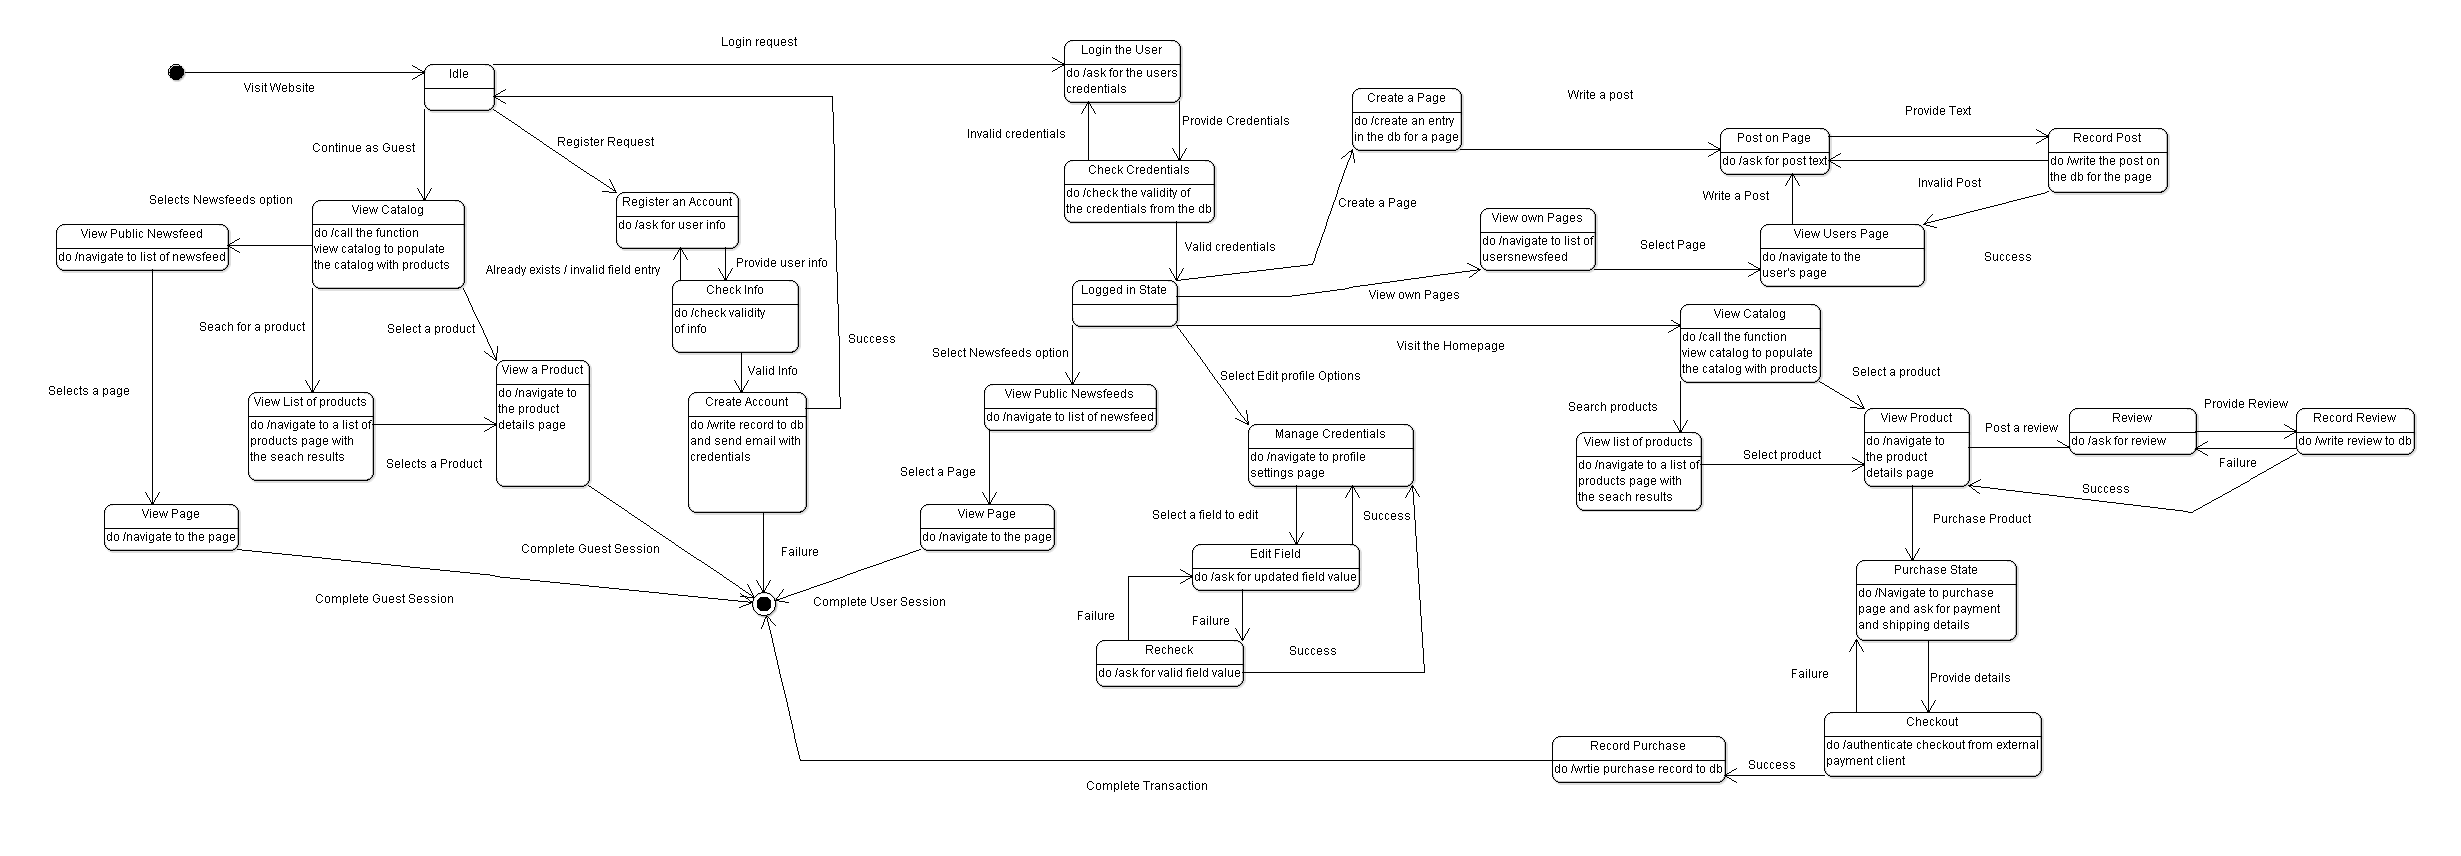 Login request
Visit Website
Idle
Continue as Guest
Register Request
Login the User
do /ask for the users
credentials
Invalid credentials
Provide Credentials
Check Credentials
do /check the validity of
the credentials from the db
Valid credentials
Create a Page
do /create an entry
in the db for a page
Write a post
Post on Page
do /ask for post text
Provide Text
Record Post
do /write the post on
the db for the page
Invalid Post
Write a Post
Create a Page
View own Pages
do /navigate to list of
usersnewsfeed
Select Page
View Users Page
do /navigate to the
user's page
Success
View own Pages
Selects Newsfeeds option
View Public Newsfeed
do /navigate to list of newsfeed
View Catalog
do /call the function
view catalog to populate
the catalog with products
Register an Account
do /ask for user info
Already exists / invalid field entry
Provide user info
Check Info
do /check validity
of info
Success
Valid Info
Seach for a product
Select a product
Selects a page
View List of products
do /navigate to a list of
products page with
the seach results
View a Product
do /navigate to
the product
details page
Selects a Product
Create Account
do /write record to db
and send email with
credentials
Logged in State
Select Newsfeeds option
Visit the Homepage
Select Edit profile Options
View Public Newsfeeds
do /navigate to list of newsfeed
Select a Page
View Page
do /navigate to the page
Manage Credentials
do /navigate to profile
settings page
Select a field to edit
Success
Edit Field
do /ask for updated field value
Failure
Failure
Recheck
do /ask for valid field value
Success
View Catalog
do /call the function
view catalog to populate
the catalog with products
Select a product
Search products
View list of products
do /navigate to a list of
products page with
the seach results
Select product
View Product
do /navigate to
the product
details page
Post a review
Review
do /ask for review
Provide Review
Record Review
do /write review to db
Failure
Success
Purchase Product
Purchase State
do /Navigate to purchase
page and ask for payment
and shipping details
Failure
Provide details
Checkout
do /authenticate checkout from external
payment client
Success
Record Purchase
do /wrtie purchase record to db
View Page
do /navigate to the page
Complete Guest Session
Failure
Complete Guest Session
Complete User Session
Complete Transaction